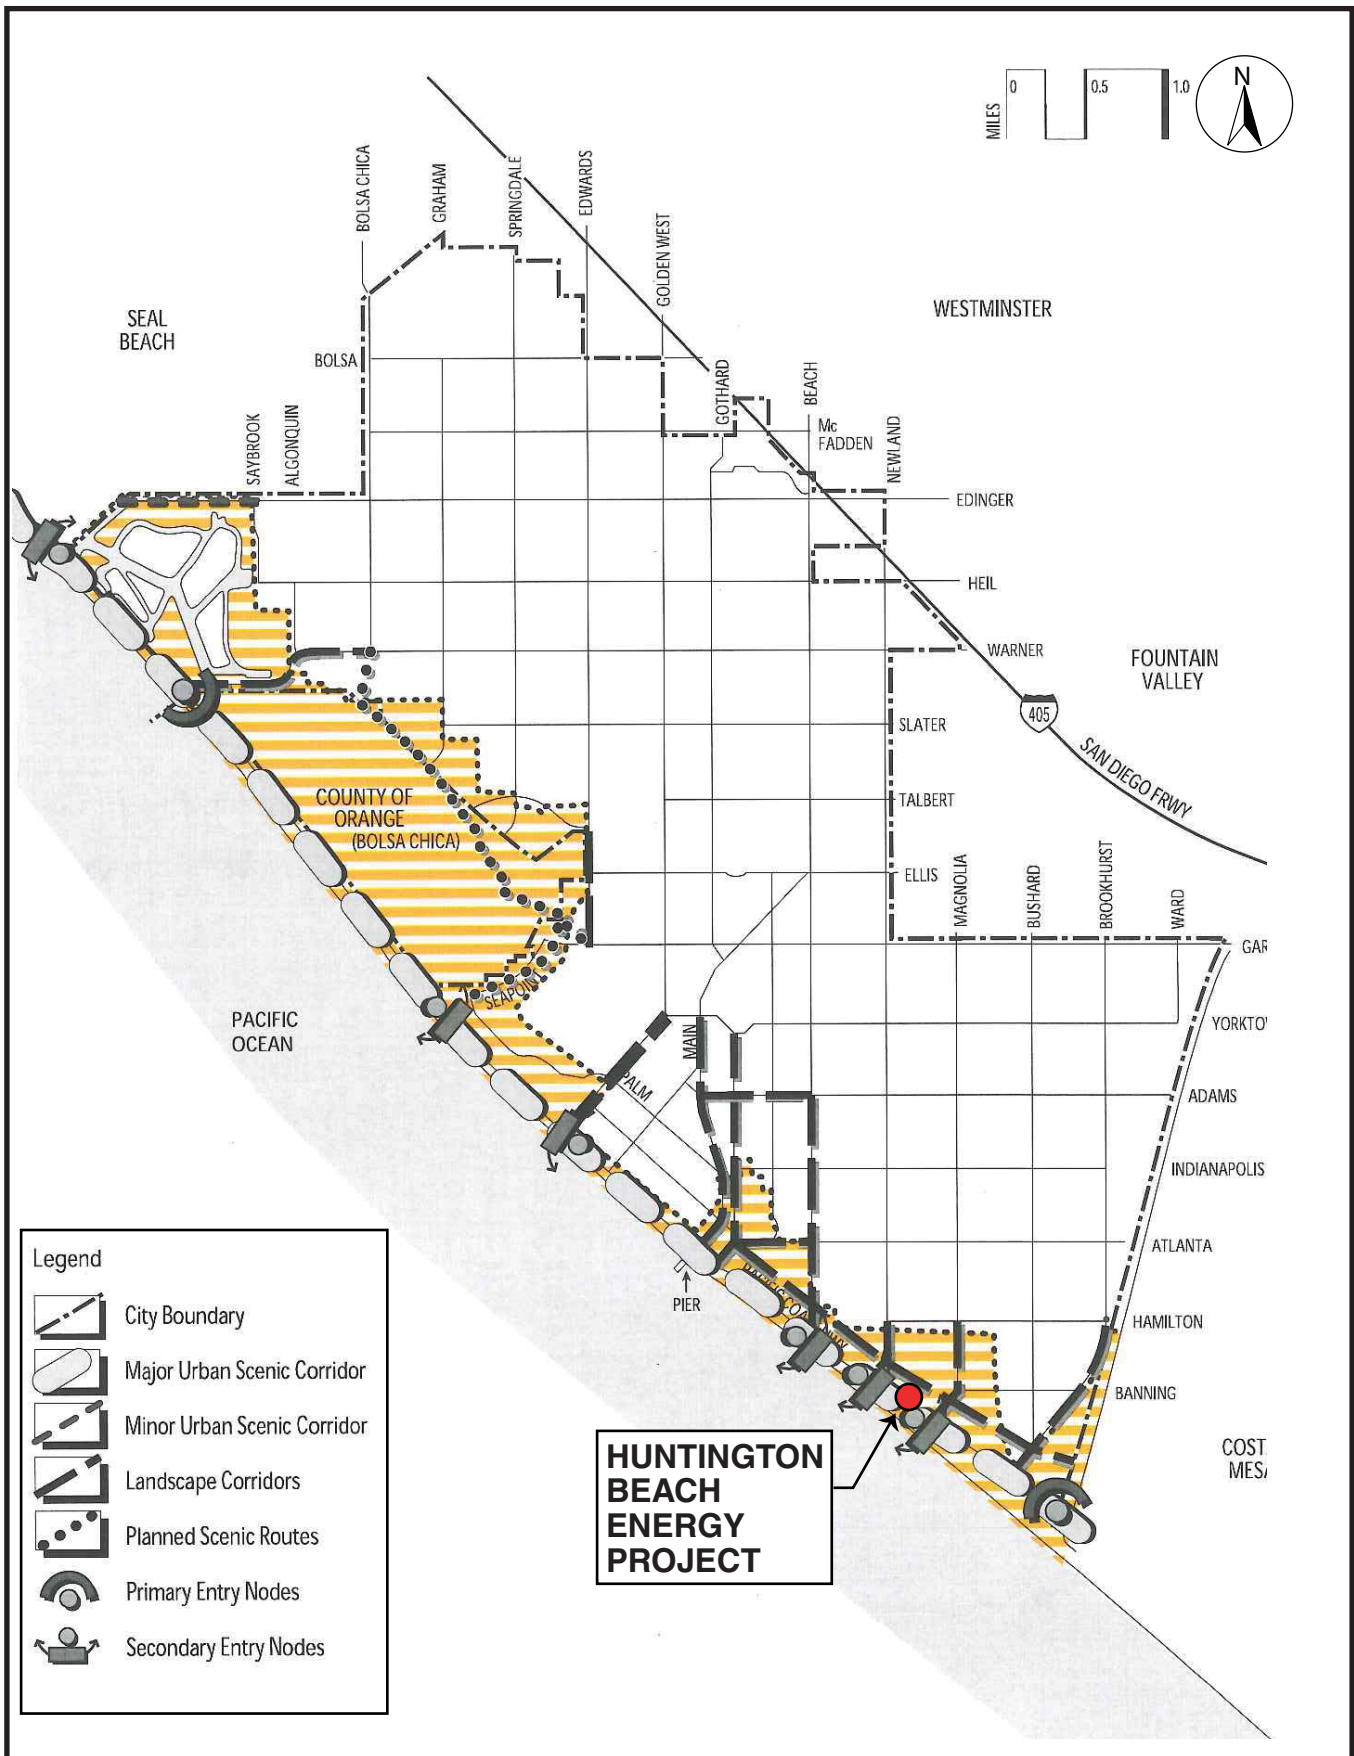 MILES
0
0.5
1.0
N
BOLSA CHICA
GRAHAM
SPRINGDALE
EDWARDS
GOLDEN WEST
WESTMINSTER
SEAL
BEACH
BOLSA
GOTHARD
BEACH
Mc
FADDEN
NEWLAND
SAYBROOK
ALGONQUIN
EDINGER
HEIL
WARNER
FOUNTAIN
VALLEY
405
SLATER
SAN DIEGO FRWY
TALBERT
COUNTY OF
ORANGE
(BOLSA CHICA)
ELLIS
MAGNOLIA
BUSHARD
BROOKHURST
WARD
GAR
SEAPOINT
PACIFIC
OCEAN
YORKTO
MAIN
PALM
ADAMS
INDIANAPOLIS
ATLANTA
PIER
HAMILTON
BANNING
COST
MES
HUNTINGTON
BEACH
ENERGY
PROJECT
Legend
City Boundary
Major Urban Scenic Corridor
Minor Urban Scenic Corridor
Landscape Corridors
Planned Scenic Routes
Primary Entry Nodes
Secondary Entry Nodes